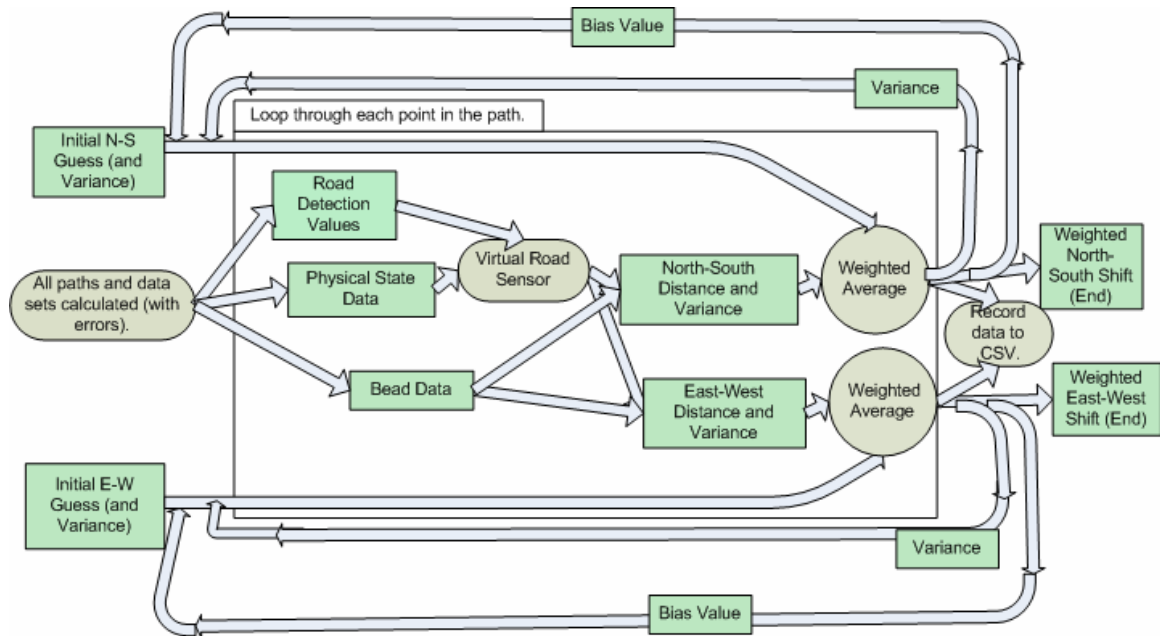 Bias Value
Variance
Loop through each point in the path.
Initial N-S
Guess (and
Variance)
Road
Detection
Values
All paths and data
sets calculated (with
errors).
Physical State
Data
Virtual Road
Sensor
North-South
Distance and
Variance
Weighted
Average
Weighted
North-
South Shift
(End)
Record
data to
CSV.
Bead Data
East-West
Distance and
Variance
Weighted
Average
Weighted
East-West
Shift (End)
Initial E-W
Guess (and
Variance)
Variance
Bias Value